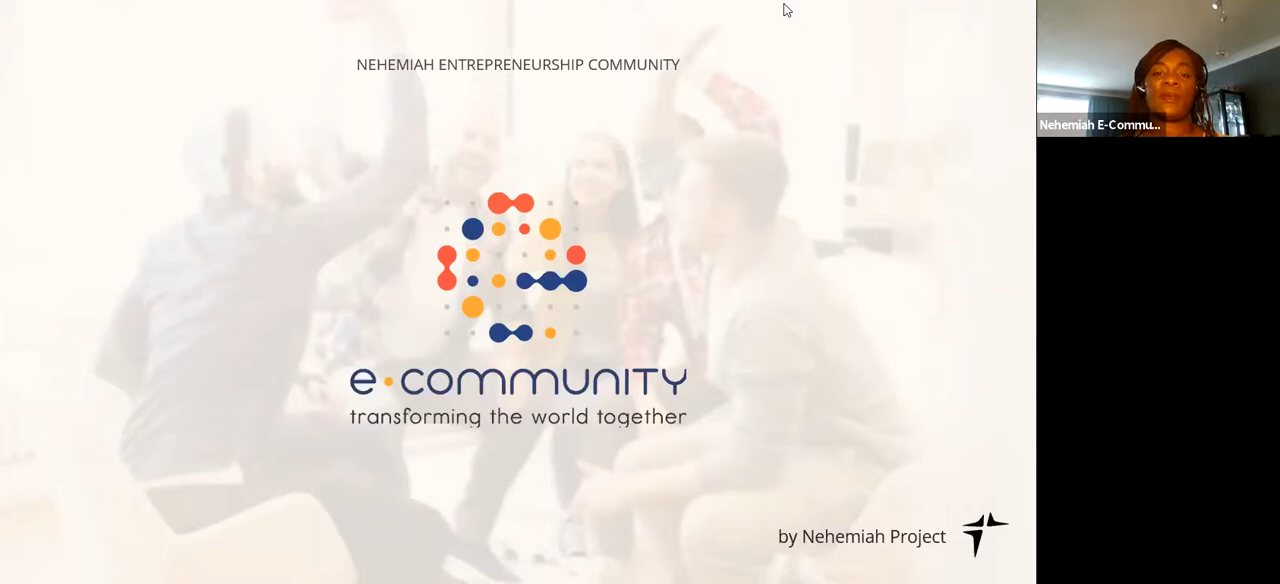 NEHEMIAH ENTREPRENEURSHIP COMMUNITY
e•community
transforming the world together
by Nehemiah Project
Nehemiah E-Commu...